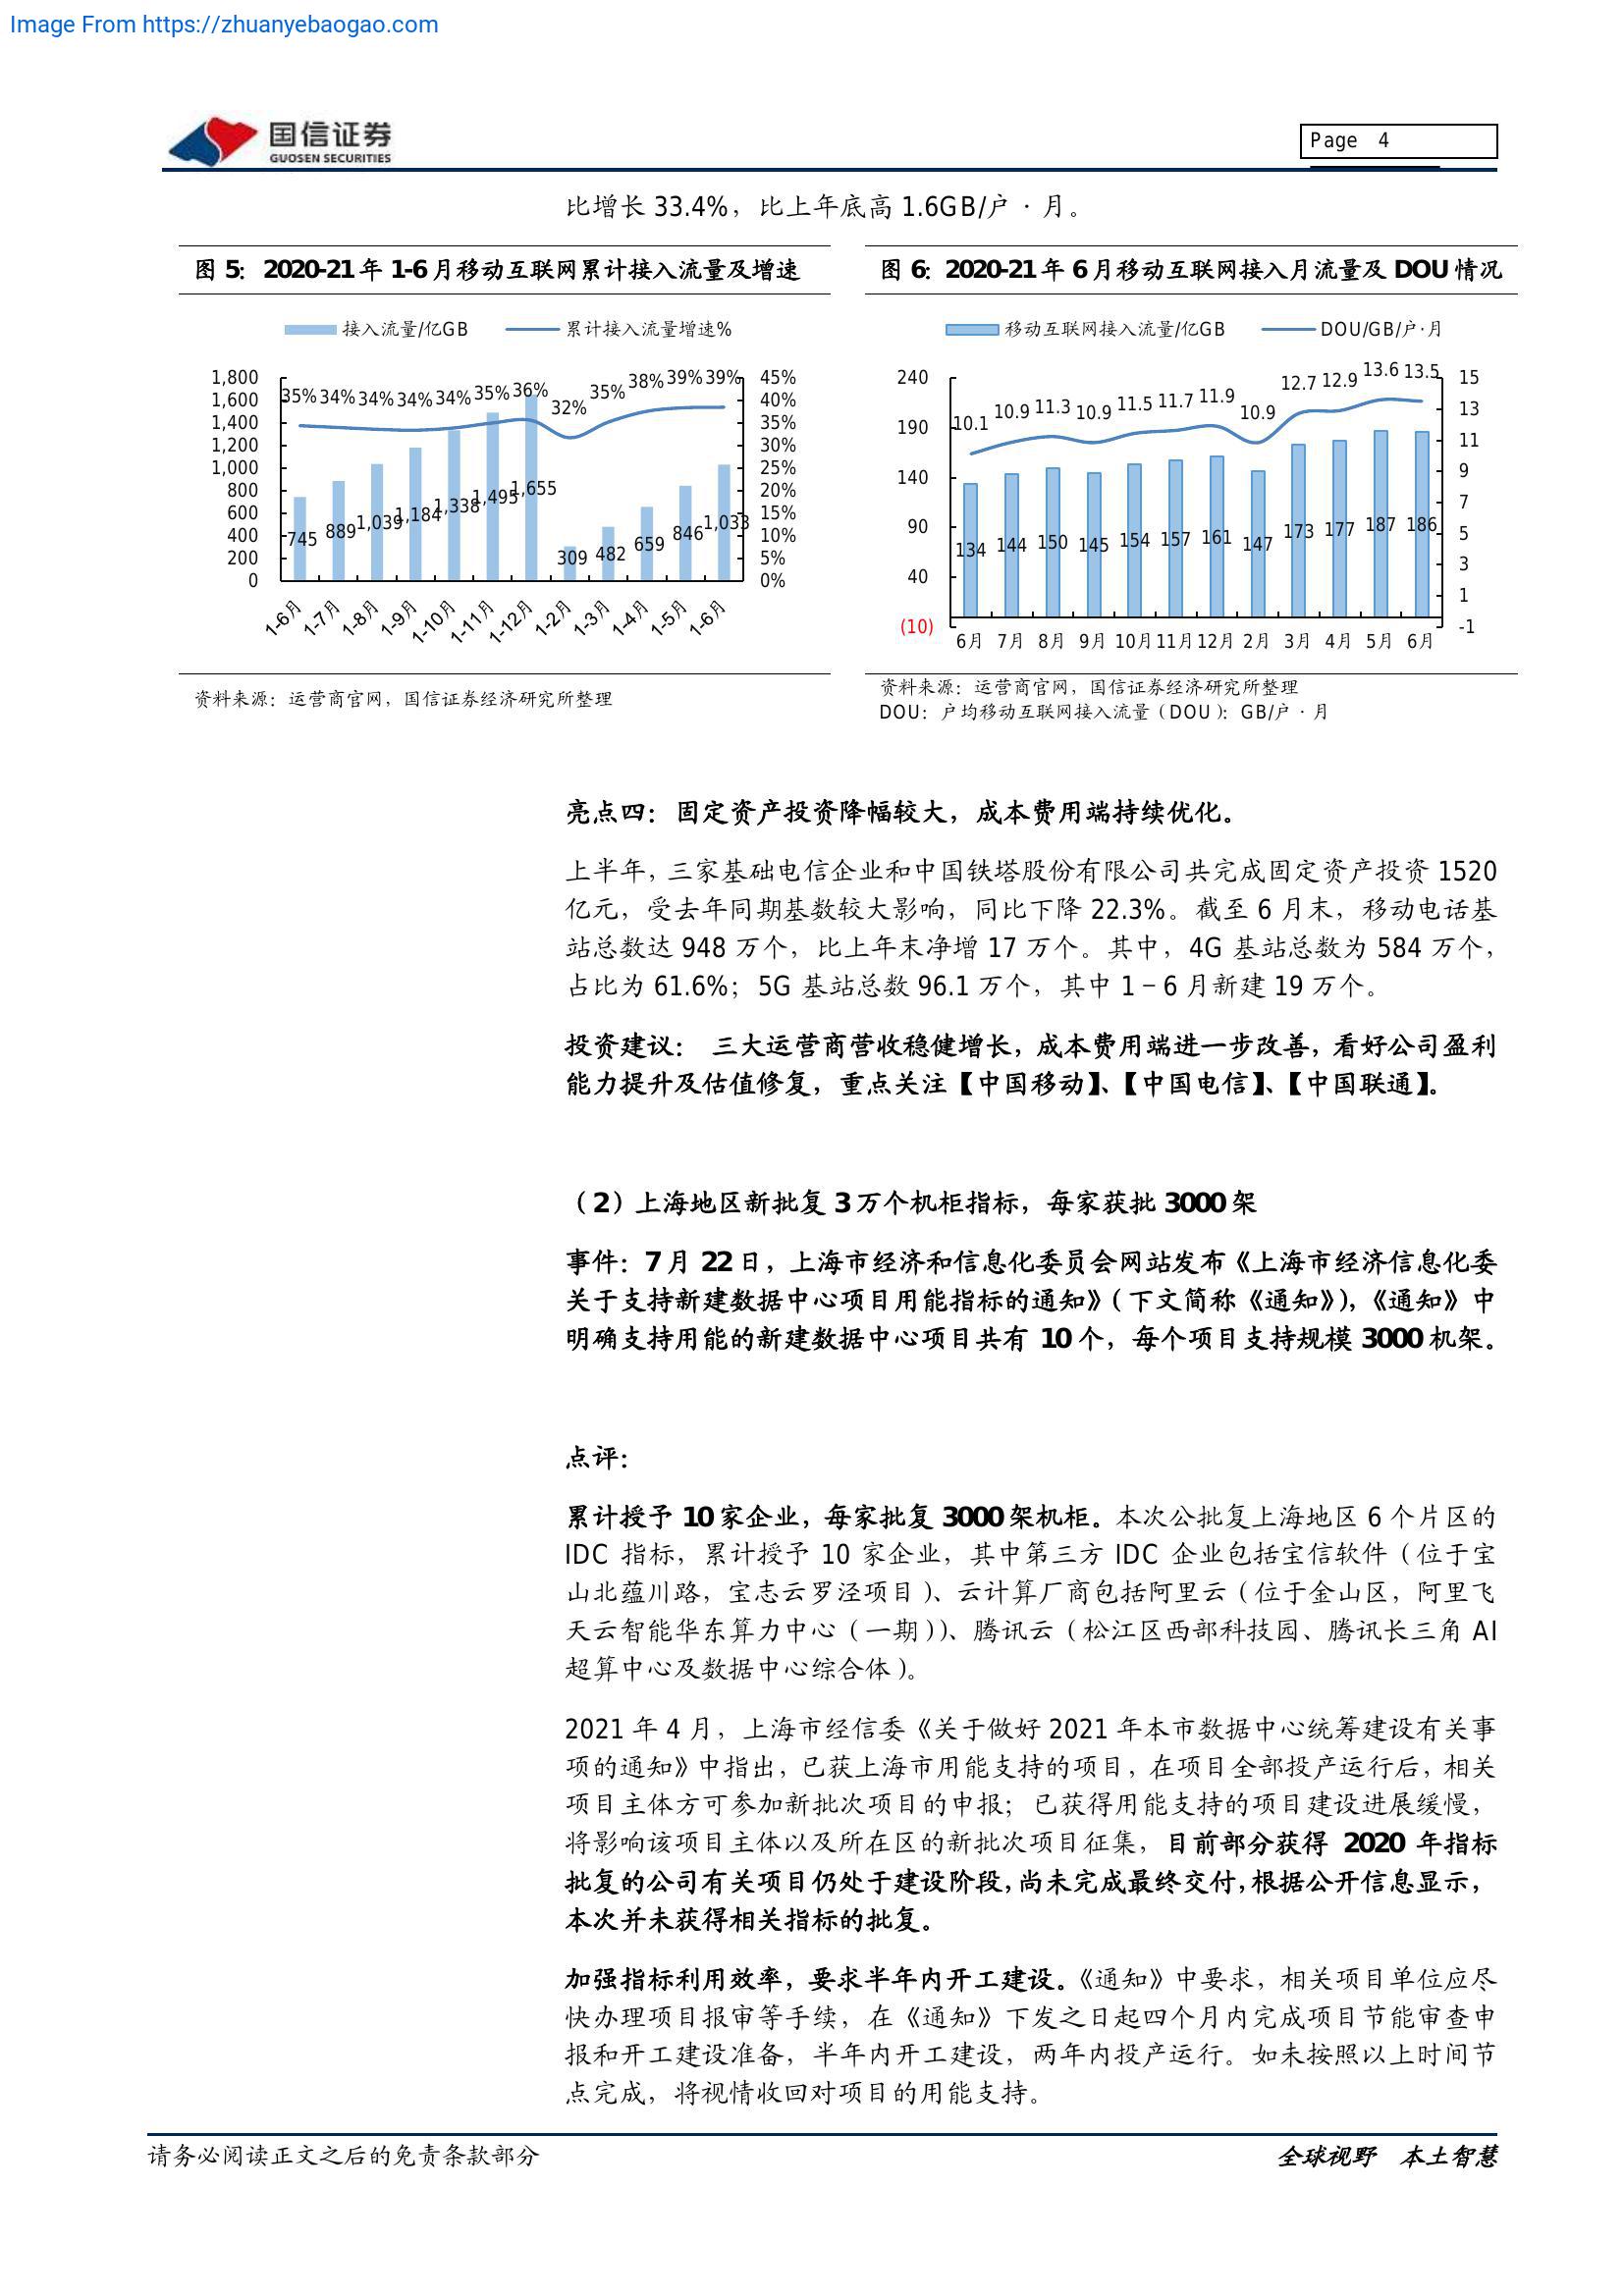 Image From https://zhuanyebaogao.com
国信证券
GUOSEN SECURITIES
Page 4
比增长 33.4%，比上年底高 1.6GB/户·月。
图 5：2020-21 年 1-6 月移动互联网累计接入流量及增速
接入流量/亿GB 累计接入流量增速%
1,800
1,600
1,400
1,200
1,000
800
600
400
200
0
35% 34% 34% 34% 34% 35% 36% 32% 35% 38% 39% 39%
745 889 1,039 1,184 1,338 1,495 1,655 309 482 659 846 1,033
45%
40%
35%
30%
25%
20%
15%
10%
5%
0%
1-6月 1-7月 1-8月 1-9月 1-10月 1-11月 1-12月 1-2月 1-3月 1-4月 1-5月 1-6月
资料来源：运营商官网，国信证券经济研究所整理
图 6：2020-21 年 6 月移动互联网接入月流量及 DOU 情况
移动互联网接入流量/亿GB DOU/GB/户·月
240
190
140
90
40
(10)
10.1 10.9 11.3 10.9 11.5 11.7 11.9 10.9 12.7 12.9 13.6 13.5
134 144 150 145 154 157 161 147 173 177 187 186
15
13
11
9
7
5
3
1
-1
6月 7月 8月 9月 10月 11月 12月 2月 3月 4月 5月 6月
资料来源：运营商官网，国信证券经济研究所整理
DOU：户均移动互联网接入流量（DOU）：GB/户·月
亮点四：固定资产投资降幅较大，成本费用端持续优化。
上半年，三家基础电信企业和中国铁塔股份有限公司共完成固定资产投资 1520
亿元，受去年同期基数较大影响，同比下降 22.3%。截至 6 月末，移动电话基
站总数达 948 万个，比上年末净增 17 万个。其中，4G 基站总数为 584 万个，
占比为 61.6%；5G 基站总数 96.1 万个，其中 1－6 月新建 19 万个。
投资建议： 三大运营商营收稳健增长，成本费用端进一步改善，看好公司盈利
能力提升及估值修复，重点关注【中国移动】、【中国电信】、【中国联通】。
（2）上海地区新批复 3 万个机柜指标，每家获批 3000 架
事件：7 月 22 日，上海市经济和信息化委员会网站发布《上海市经济信息化委
关于支持新建数据中心项目用能指标的通知》（下文简称《通知》），《通知》中
明确支持用能的新建数据中心项目共有 10 个，每个项目支持规模 3000 机架。
点评：
累计授予 10 家企业，每家批复 3000 架机柜。本次公批复上海地区 6 个片区的
IDC 指标，累计授予 10 家企业，其中第三方 IDC 企业包括宝信软件（位于宝
山北蕴川路，宝志云罗泾项目）、云计算厂商包括阿里云（位于金山区，阿里飞
天云智能华东算力中心（一期））、腾讯云（松江区西部科技园、腾讯长三角 AI
超算中心及数据中心综合体）。
2021 年 4 月，上海市经信委《关于做好 2021 年本市数据中心统筹建设有关事
项的通知》中指出，已获上海市用能支持的项目，在项目全部投产运行后，相关
项目主体方可参加新批次项目的申报；已获得用能支持的项目建设进展缓慢，
将影响该项目主体以及所在区的新批次项目征集，目前部分获得 2020 年指标
批复的公司有关项目仍处于建设阶段，尚未完成最终交付，根据公开信息显示，
本次并未获得相关指标的批复。
加强指标利用效率，要求半年内开工建设。《通知》中要求，相关项目单位应尽
快办理项目报审等手续，在《通知》下发之日起四个月内完成项目节能审查申
报和开工建设准备，半年内开工建设，两年内投产运行。如未按照以上时间节
点完成，将视情收回对项目的用能支持。
请务必阅读正文之后的免责条款部分
全球视野 本土智慧